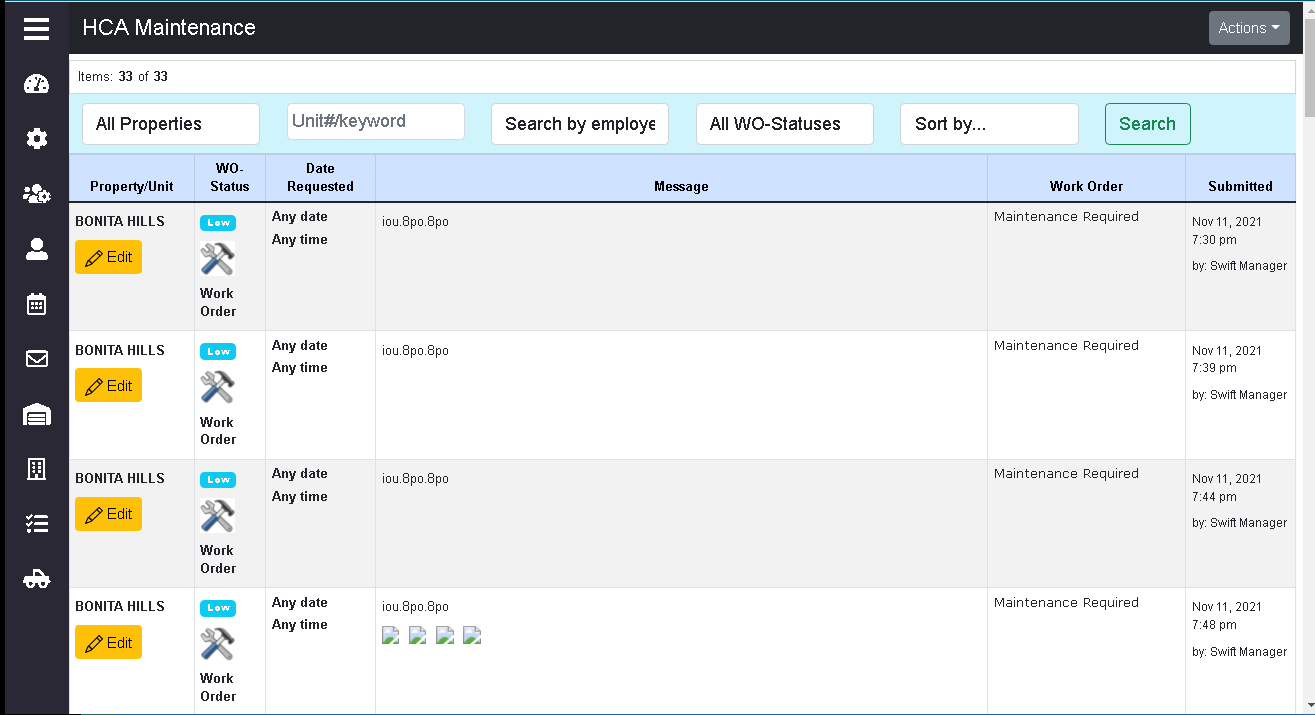 HCA Maintenance
Actions
Items: 33 of 33
All Properties
Unit#/keyword
Search by employe
All WO-Statuses
Sort by...
Search
Property/Unit
WO-
Status
Date
Requested
Message
Work Order
Submitted
BONITA HILLS
Edit
Low
Work
Order
Any date
Any time
iou.8po.8po
Maintenance Required
Nov 11, 2021
7:30 pm
by: Swift Manager
BONITA HILLS
Edit
Low
Work
Order
Any date
Any time
iou.8po.8po
Maintenance Required
Nov 11, 2021
7:39 pm
by: Swift Manager
BONITA HILLS
Edit
Low
Work
Order
Any date
Any time
iou.8po.8po
Maintenance Required
Nov 11, 2021
7:44 pm
by: Swift Manager
BONITA HILLS
Edit
Low
Work
Order
Any date
Any time
iou.8po.8po
Maintenance Required
Nov 11, 2021
7:48 pm
by: Swift Manager